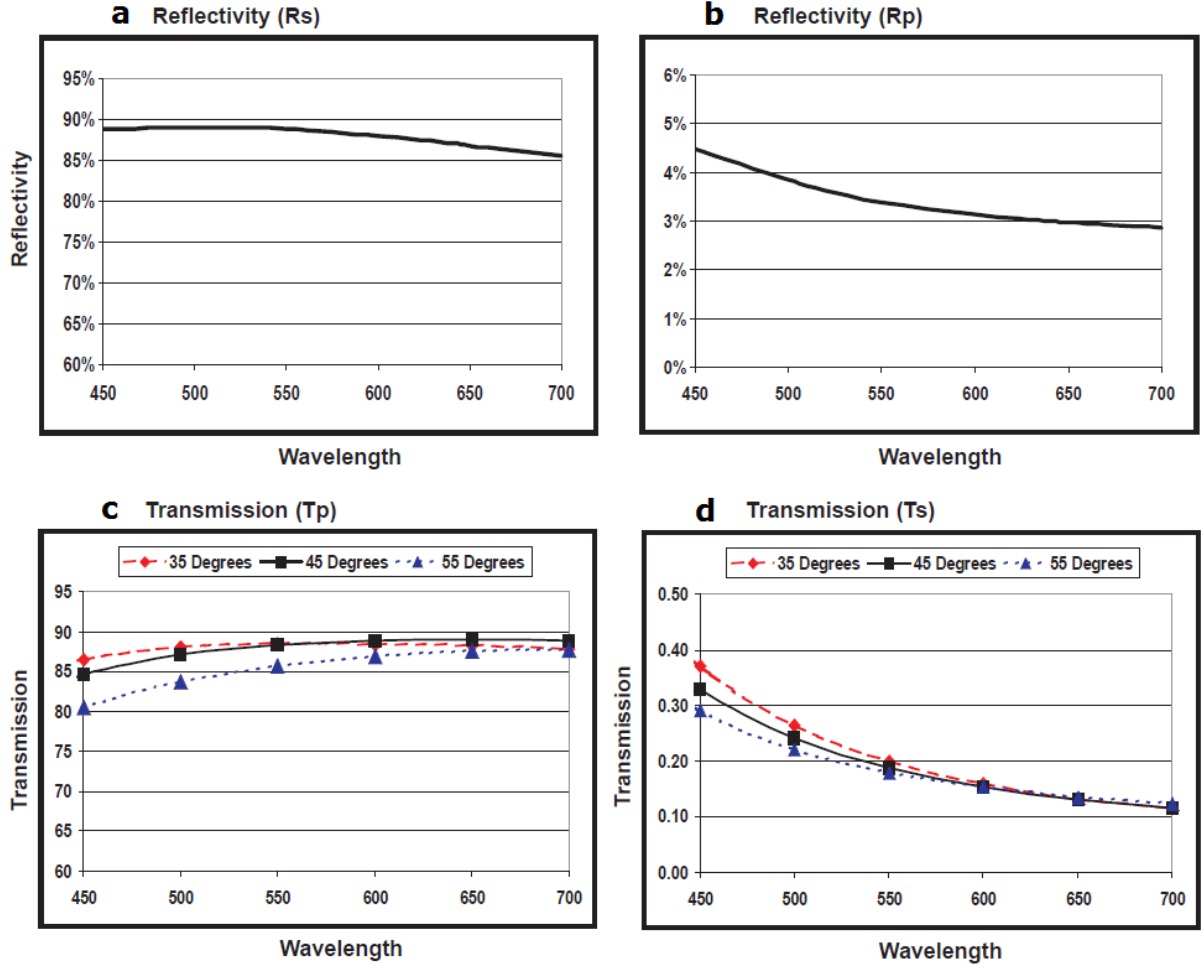 a Reflectivity (Rs)
95%
90%
85%
80%
75%
70%
65%
60%
Reflectivity
450 500 550 600 650 700
Wavelength
b Reflectivity (Rp)
6%
5%
4%
3%
2%
1%
0%
450 500 550 600 650 700
Wavelength
c Transmission (Tp)
35 Degrees 45 Degrees 55 Degrees
95
90
85
80
75
70
65
60
Transmission
450 500 550 600 650 700
Wavelength
d Transmission (Ts)
35 Degrees 45 Degrees 55 Degrees
0.50
0.40
0.30
0.20
0.10
0.00
Transmission
450 500 550 600 650 700
Wavelength